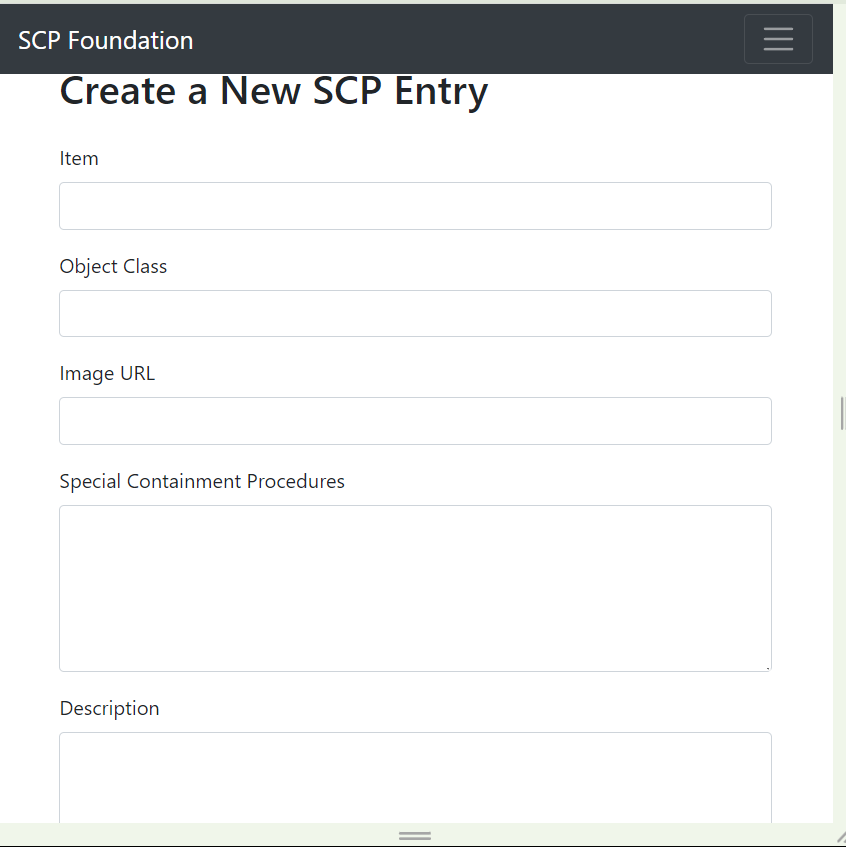 SCP Foundation
Create a New SCP Entry
Item
Object Class
Image URL
Special Containment Procedures
Description